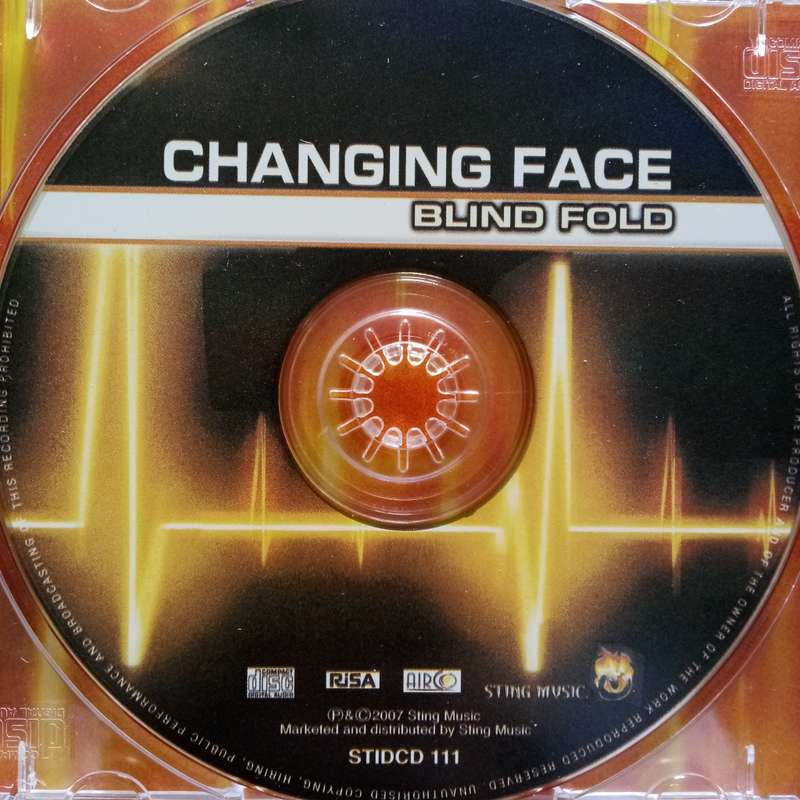 CHANGING FACE
BLIND FOLD
ALL RIGHTS OF THE PRODUCER AND OF THE OWNER OF THE WORK REPRODUCED RESERVED. UNAUTHORISED COPYING, HIRING, PUBLIC PERFORMANCE AND BROADCASTING OF THIS RECORDING PROHIBITED
COMPACT
disc
DIGITAL AUDIO
RiSA
AIRCO
STING MUSIC
(P)&©2007 Sting Music
Marketed and distributed by Sting Music
STIDCD 111